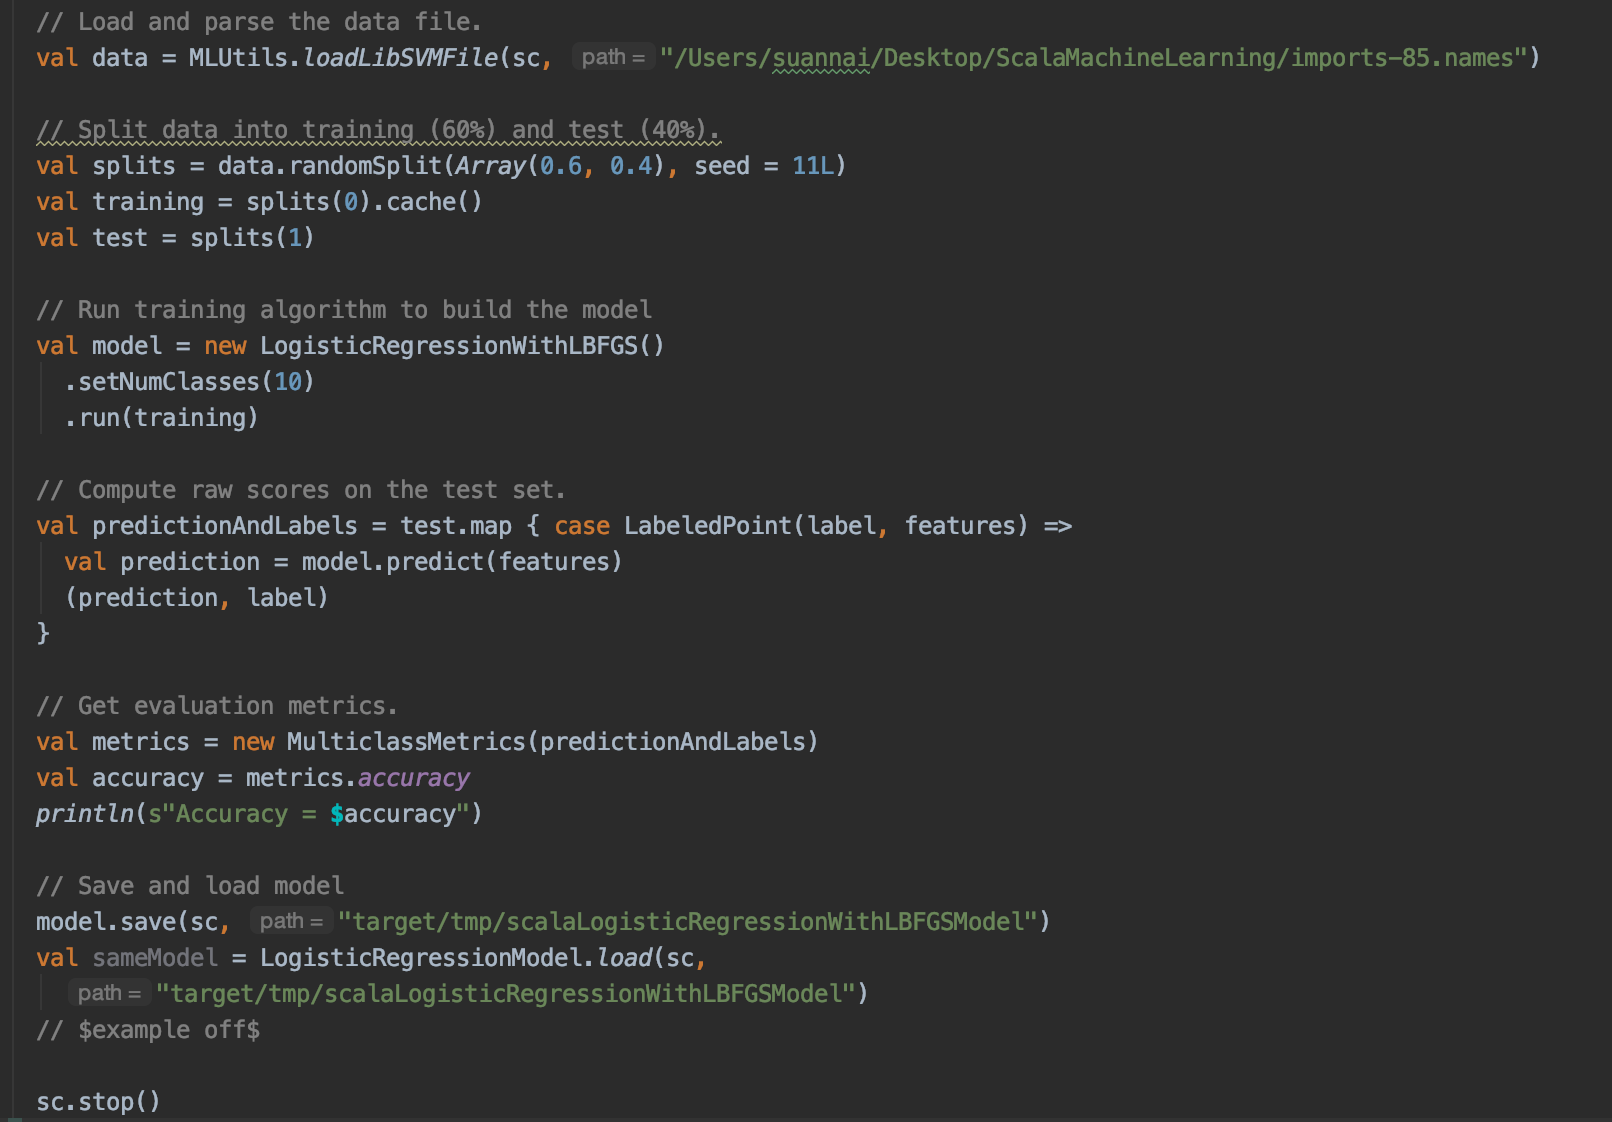 // Load and parse the data file.
val data = MLUtils.loadLibSVMFile(sc, path = "/Users/suannai/Desktop/ScalaMachineLearning/imports-85.names")
// Split data into training (60%) and test (40%).
val splits = data.randomSplit(Array(0.6, 0.4), seed = 11L)
val training = splits(0).cache()
val test = splits(1)
// Run training algorithm to build the model
val model = new LogisticRegressionWithLBFGS()
.setNumClasses(10)
.run(training)
// Compute raw scores on the test set.
val predictionAndLabels = test.map { case LabeledPoint(label, features) =>
val prediction = model.predict(features)
(prediction, label)
}
// Get evaluation metrics.
val metrics = new MulticlassMetrics(predictionAndLabels)
val accuracy = metrics.accuracy
println(s"Accuracy = $accuracy")
// Save and load model
model.save(sc, path = "target/tmp/scalaLogisticRegressionWithLBFGSModel")
val sameModel = LogisticRegressionModel.load(sc,
path = "target/tmp/scalaLogisticRegressionWithLBFGSModel")
// $example off$
sc.stop()